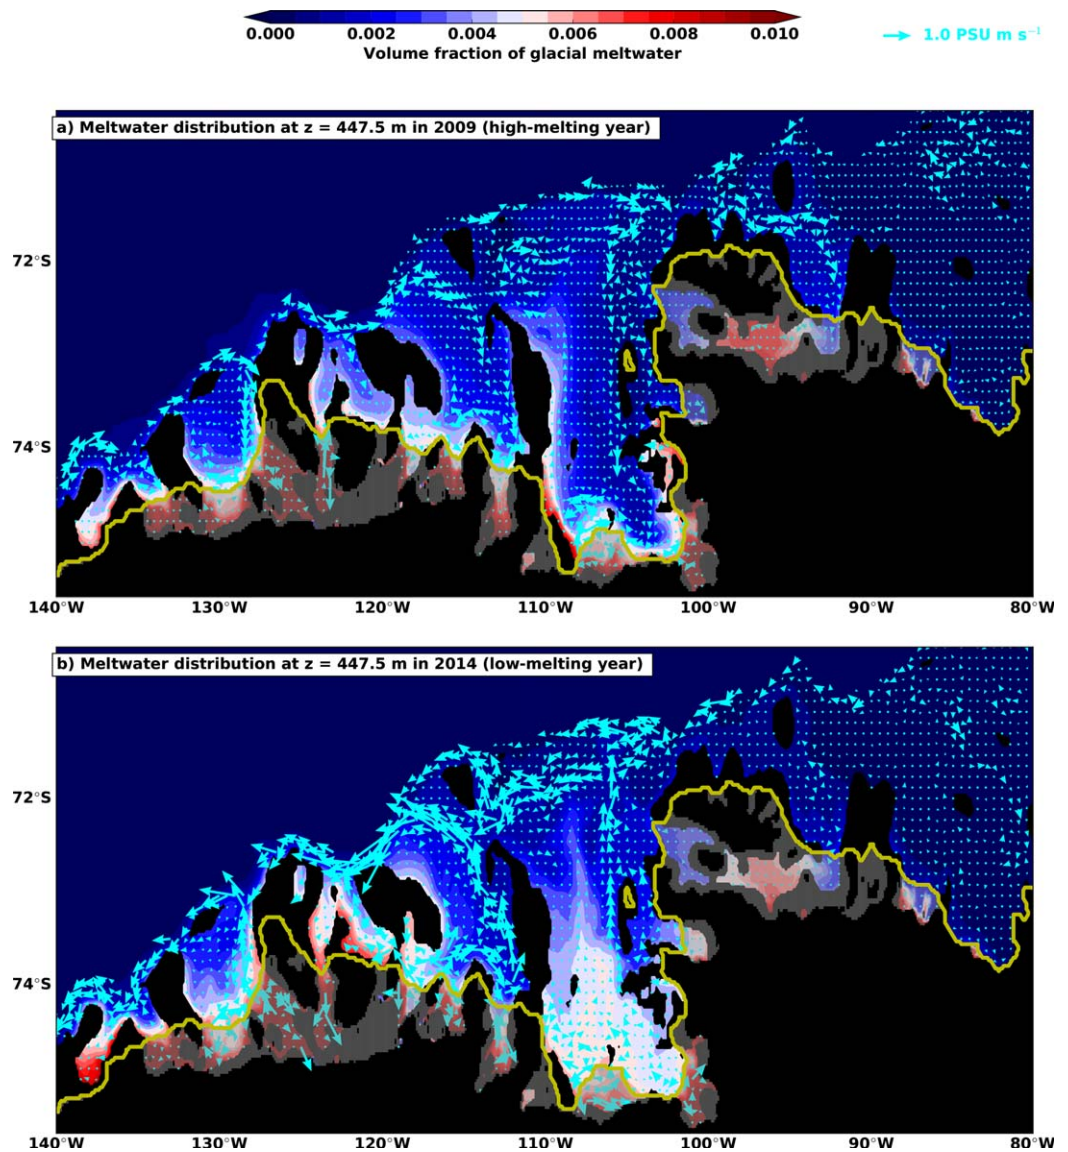 0.000 0.002 0.004 0.006 0.008 0.010
Volume fraction of glacial meltwater
1.0 PSU m s⁻¹
a) Meltwater distribution at z = 447.5 m in 2009 (high-melting year)
72°S
74°S
140°W 130°W 120°W 110°W 100°W 90°W 80°W
b) Meltwater distribution at z = 447.5 m in 2014 (low-melting year)
72°S
74°S
140°W 130°W 120°W 110°W 100°W 90°W 80°W